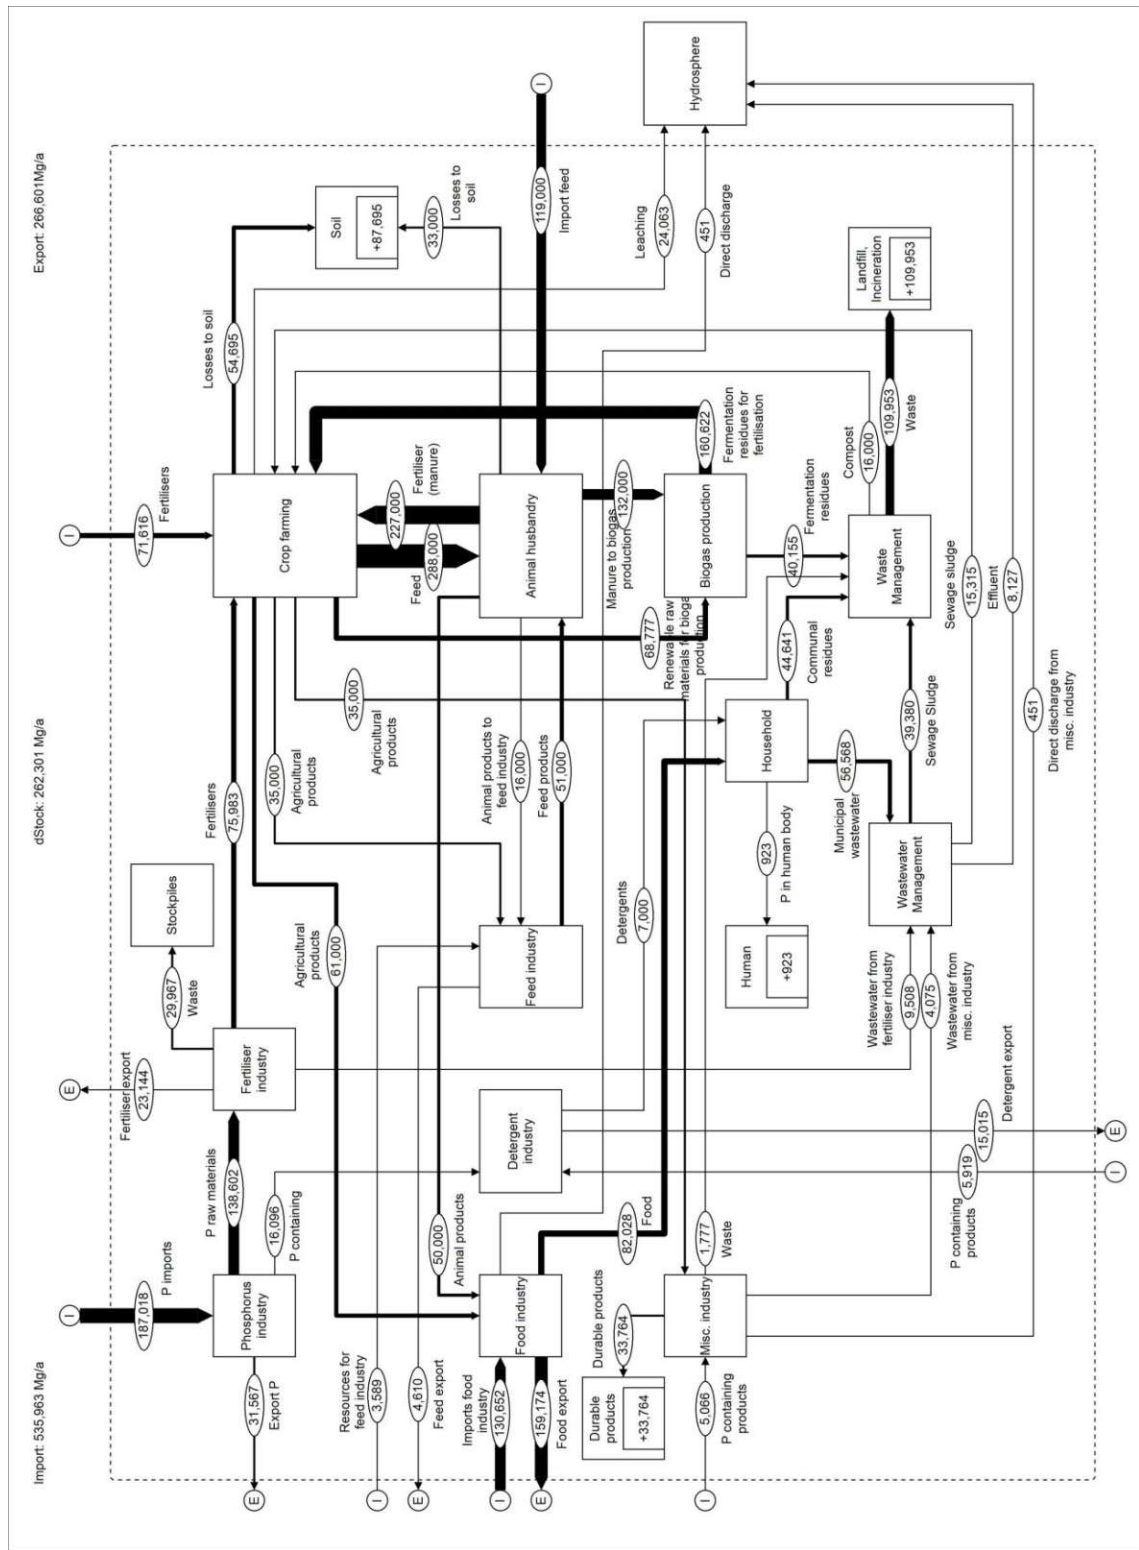 Import: 535,963 Mg/a
dStock: 262,301 Mg/a
Export: 266,601Mg/a
I
187,018
P imports
Phosphorus
industry
E
31,567
Export P
P raw materials
138,602
16,096
P containing
E
Fertiliser export
23,144
Fertiliser
industry
29,967
Waste
Stockpiles
Fertilisers
75,983
I
71,616
Fertilisers
Crop farming
Losses to soil
54,695
Soil
+87,695
33,000
Losses to
soil
Agricultural
products
61,000
35,000
Agricultural
products
35,000
Agricultural
products
Feed
288,000
227,000
Fertiliser
(manure)
Leaching
24,063
451
Direct discharge
Hydrosphere
I
119,000
Import feed
I
Resources for
feed industry
3,589
E
4,610
Feed export
Feed industry
Animal products to
feed industry
16,000
Feed products
51,000
Animal husbandry
50,000
Animal products
Manure to biogas
production
132,000
Detergent
industry
Detergents
7,000
I
Imports food
industry
130,652
E
159,174
Food export
Food industry
82,028
Food
68,777
Renewable raw
materials for bioga
production
Biogas production
160,622
Fermentation
residues for
fertilisation
40,155
Fermentation
residues
Durable products
33,764
Durable
products
+33,764
I
5,066
P containing
products
Misc. industry
1,777
Waste
Household
923
P in human body
Human
+923
44,641
Communal
residues
Municipal
wastewater
56,568
Waste
Management
Compost
16,000
109,953
Waste
Landfill,
Incineration
+109,953
Wastewater from
fertiliser industry
9,508
4,075
Wastewater from
misc. industry
Wastewater
Management
39,380
Sewage Sludge
Sewage sludge
15,315
Effluent
8,127
451
Direct discharge from
misc. industry
P containing
products
5,919
I
15,015
Detergent export
E